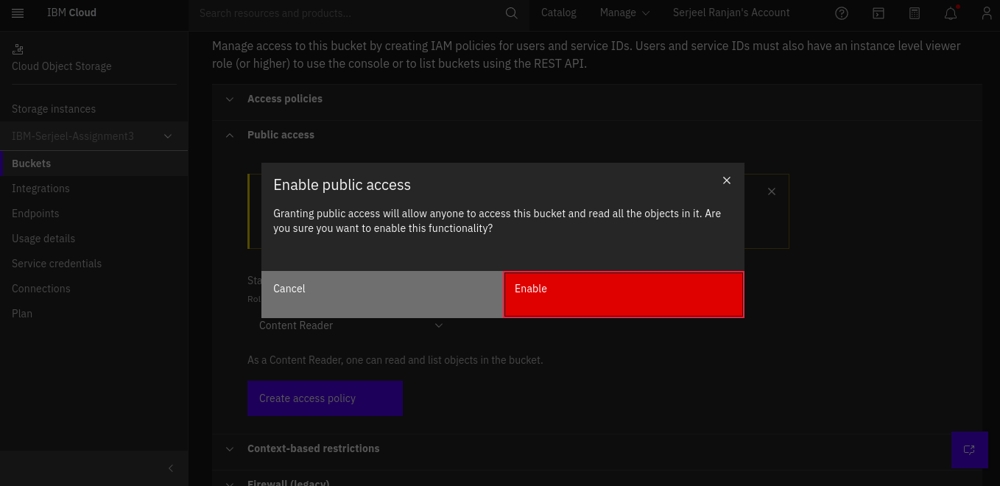 IBM Cloud
Search resources and products...
Catalog
Manage
Serjeel Ranjan's Account
Cloud Object Storage
Storage instances
IBM-Serjeel-Assignment3
Buckets
Integrations
Endpoints
Usage details
Service credentials
Connections
Plan
Manage access to this bucket by creating IAM policies for users and service IDs. Users and service IDs must also have an instance level viewer
role (or higher) to use the console or to list buckets using the REST API.
Access policies
Public access
Enable public access
Granting public access will allow anyone to access this bucket and read all the objects in it. Are
you sure you want to enable this functionality?
Cancel
Enable
Content Reader
As a Content Reader, one can read and list objects in the bucket.
Create access policy
Context-based restrictions
Firewall (legacy)